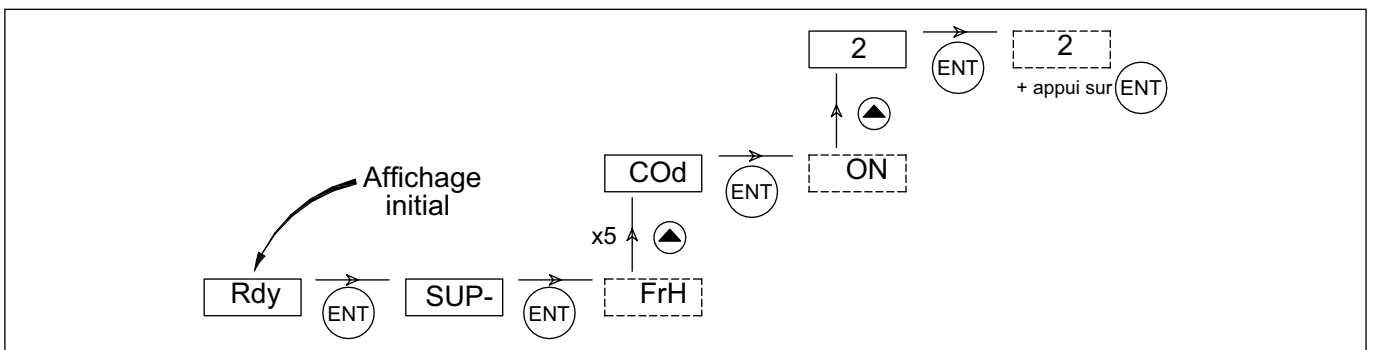 2
ENT
2
+ appui sur ENT
COd
ENT
ON
Affichage
initial
x5
Rdy
ENT
SUP-
ENT
FrH